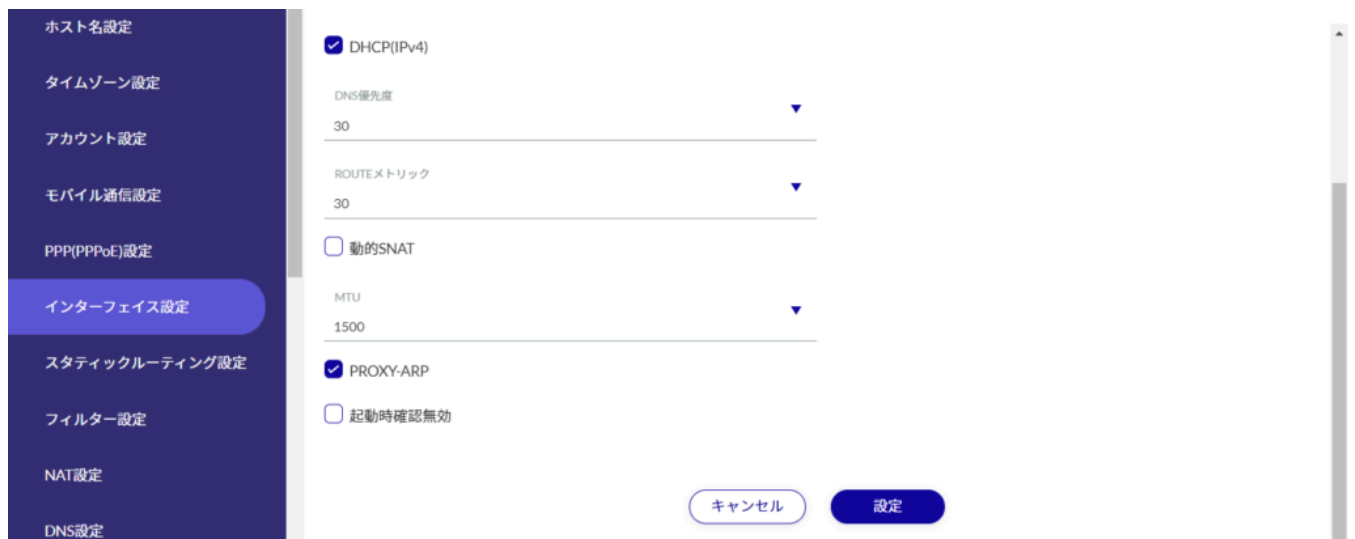 ホスト名設定
タイムゾーン設定
アカウント設定
モバイル通信設定
PPP(PPPoE)設定
インターフェイス設定
スタティックルーティング設定
フィルター設定
NAT設定
DNS設定
DHCP(IPv4)
DNS優先度
30
ROUTEメトリック
30
動的SNAT
MTU
1500
PROXY-ARP
起動時確認無効
キャンセル
設定